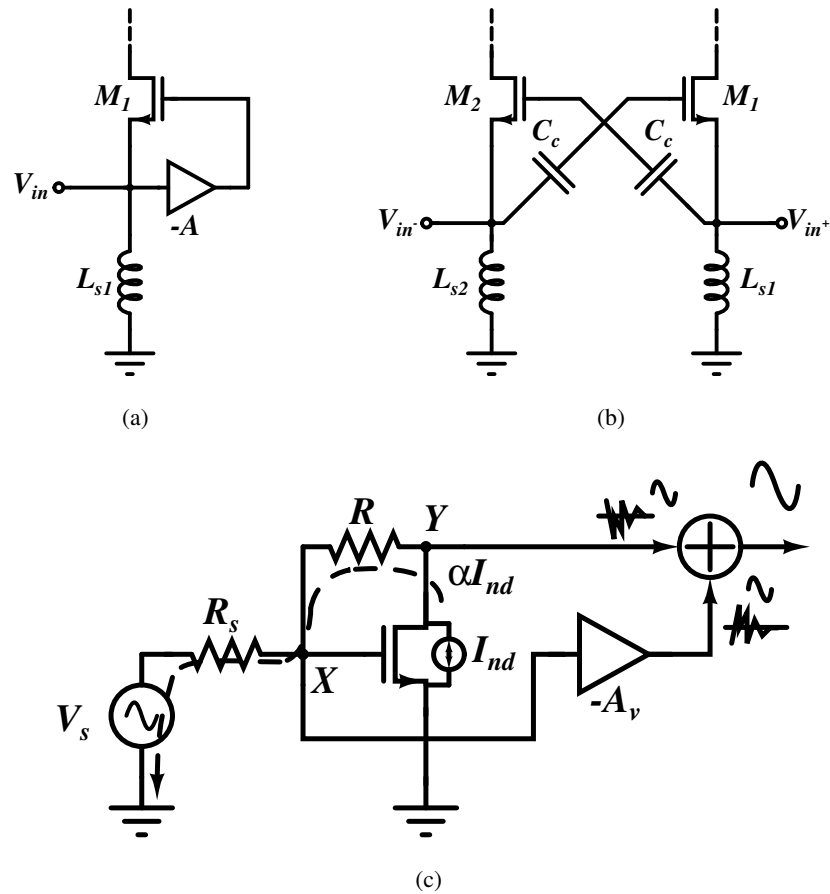 M1
Vin
-A
Ls1
(a)
M2
M1
Cc
Cc
Vin-
Vin+
Ls2
Ls1
(b)
R
Y
αInd
Rs
X
Ind
Vs
-Av
(c)